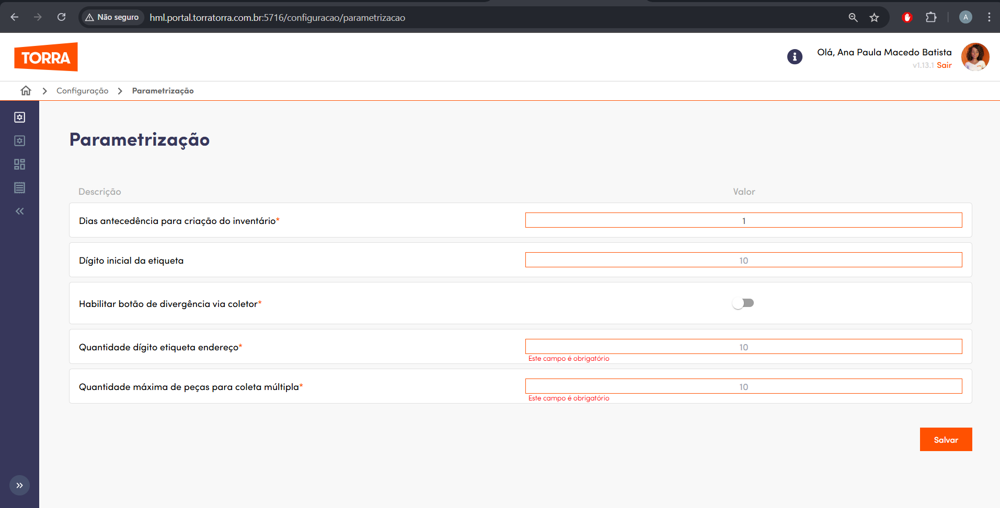 Não seguro
hml.portal.torratorra.com.br:5716/configuracao/parametrizacao
A
TORRA
Olá, Ana Paula Macedo Batista
v1.13.1 Sair
Configuração
Parametrização
Parametrização
Descrição
Valor
Dias antecedência para criação do inventário*
1
Dígito inicial da etiqueta
10
Habilitar botão de divergência via coletor*
Quantidade dígito etiqueta endereço*
10
Este campo é obrigatório
Quantidade máxima de peças para coleta múltipla*
10
Este campo é obrigatório
Salvar